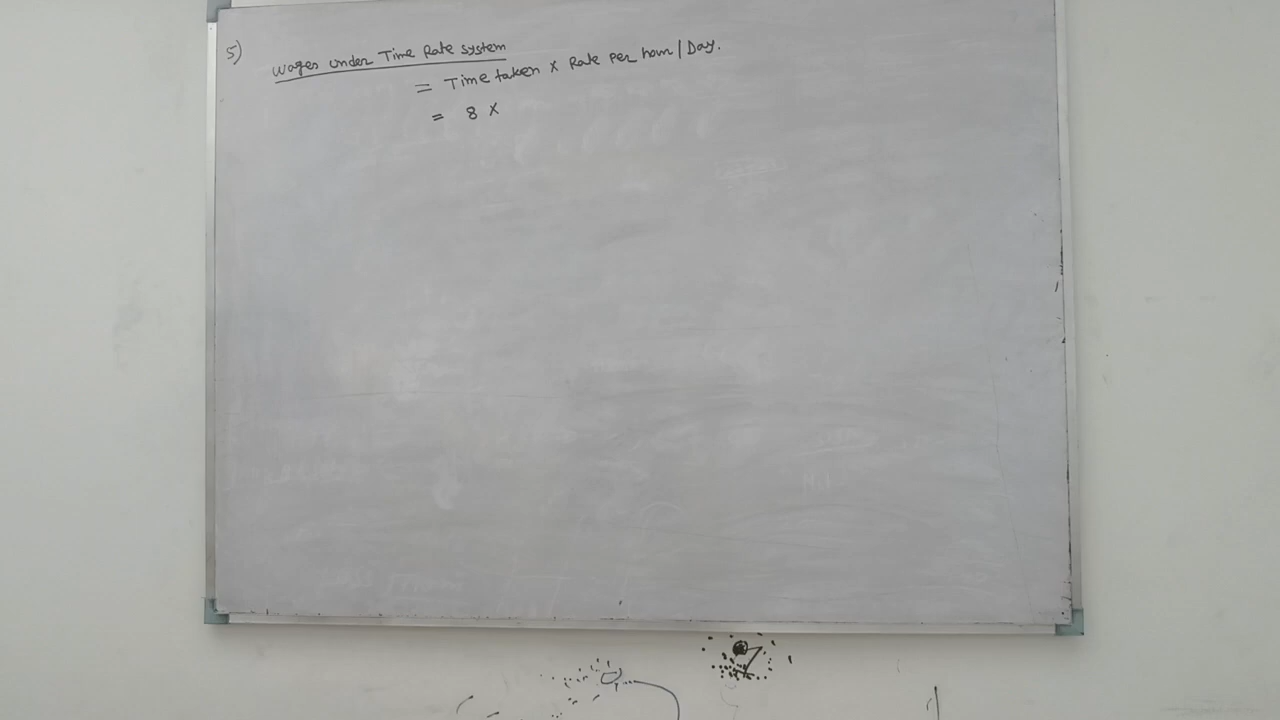 5) Wages under Time Rate system
= Time taken × Rate Per hour / Day.
= 8 ×